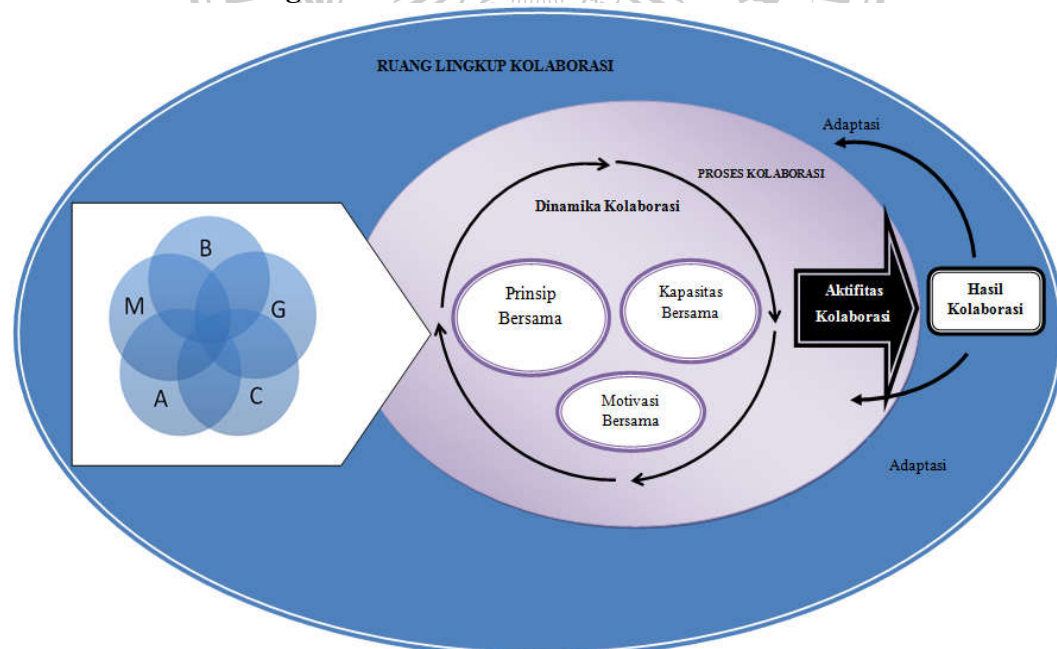 RUANG LINGKUP KOLABORASI
Adaptasi
PROSES KOLABORASI
Dinamika Kolaborasi
B
M
G
A
C
Prinsip
Bersama
Kapasitas
Bersama
Motivasi
Bersama
Aktifitas
Kolaborasi
Hasil
Kolaborasi
Adaptasi